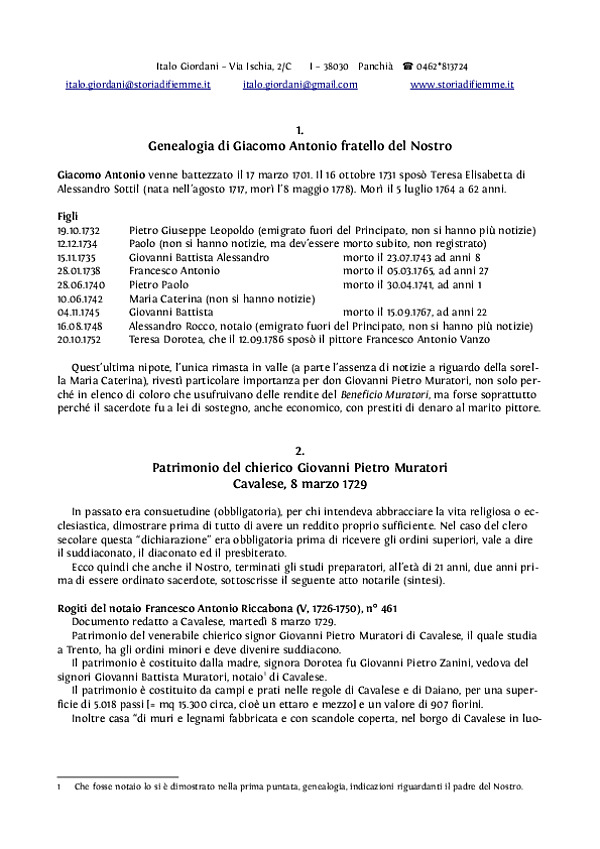 Italo Giordani – Via Ischia, 2/C I – 38030 Panchià ☎ 0462*813724
italo.giordani@storiadifiemme.it italo.giordani@gmail.com www.storiadifiemme.it
1.
Genealogia di Giacomo Antonio fratello del Nostro
Giacomo Antonio venne battezzato il 17 marzo 1701. Il 16 ottobre 1731 sposò Teresa Elisabetta di
Alessandro Sottil (nata nell'agosto 1717, morì l'8 maggio 1778). Morì il 5 luglio 1764 a 62 anni.
Figli
19.10.1732 Pietro Giuseppe Leopoldo (emigrato fuori del Principato, non si hanno più notizie)
12.12.1734 Paolo (non si hanno notizie, ma dev'essere morto subito, non registrato)
15.11.1735 Giovanni Battista Alessandro morto il 23.07.1743 ad anni 8
28.01.1738 Francesco Antonio morto il 05.03.1765, ad anni 27
28.06.1740 Pietro Paolo morto il 30.04.1741, ad anni 1
10.06.1742 Maria Caterina (non si hanno notizie)
04.11.1745 Giovanni Battista morto il 15.09.1767, ad anni 22
16.08.1748 Alessandro Rocco, notaio (emigrato fuori del Principato, non si hanno più notizie)
20.10.1752 Teresa Dorotea, che il 12.09.1786 sposò il pittore Francesco Antonio Vanzo
Quest'ultima nipote, l'unica rimasta in valle (a parte l'assenza di notizie a riguardo della sorel-
la Maria Caterina), rivestì particolare importanza per don Giovanni Pietro Muratori, non solo per-
ché in elenco di coloro che usufruivano delle rendite del Beneficio Muratori, ma forse soprattutto
perché il sacerdote fu a lei di sostegno, anche economico, con prestiti di denaro al marito pittore.
2.
Patrimonio del chierico Giovanni Pietro Muratori
Cavalese, 8 marzo 1729
In passato era consuetudine (obbligatoria), per chi intendeva abbracciare la vita religiosa o ec-
clesiastica, dimostrare prima di tutto di avere un reddito proprio sufficiente. Nel caso del clero
secolare questa “dichiarazione” era obbligatoria prima di ricevere gli ordini superiori, vale a dire
il suddiaconato, il diaconato ed il presbiterato.
Ecco quindi che anche il Nostro, terminati gli studi preparatori, all'età di 21 anni, due anni pri-
ma di essere ordinato sacerdote, sottoscrisse il seguente atto notarile (sintesi).
Rogiti del notaio Francesco Antonio Riccabona (V, 1726-1750), n° 461
Documento redatto a Cavalese, martedì 8 marzo 1729.
Patrimonio del venerabile chierico signor Giovanni Pietro Muratori di Cavalese, il quale studia
a Trento, ha gli ordini minori e deve divenire suddiacono.
Il patrimonio è costituito dalla madre, signora Dorotea fu Giovanni Pietro Zanini, vedova del
signori Giovanni Battista Muratori, notaio1 di Cavalese.
Il patrimonio è costituito da campi e prati nelle regole di Cavalese e di Daiano, per una super-
ficie di 5.018 passi [= mq 15.300 circa, cioè un ettaro e mezzo] e un valore di 907 fiorini.
Inoltre casa “di muri e legnami fabbricata e con scandole coperta, nel borgo di Cavalese in luo-
1 Che fosse notaio lo si è dimostrato nella prima puntata, genealogia, indicazioni riguardanti il padre del Nostro.